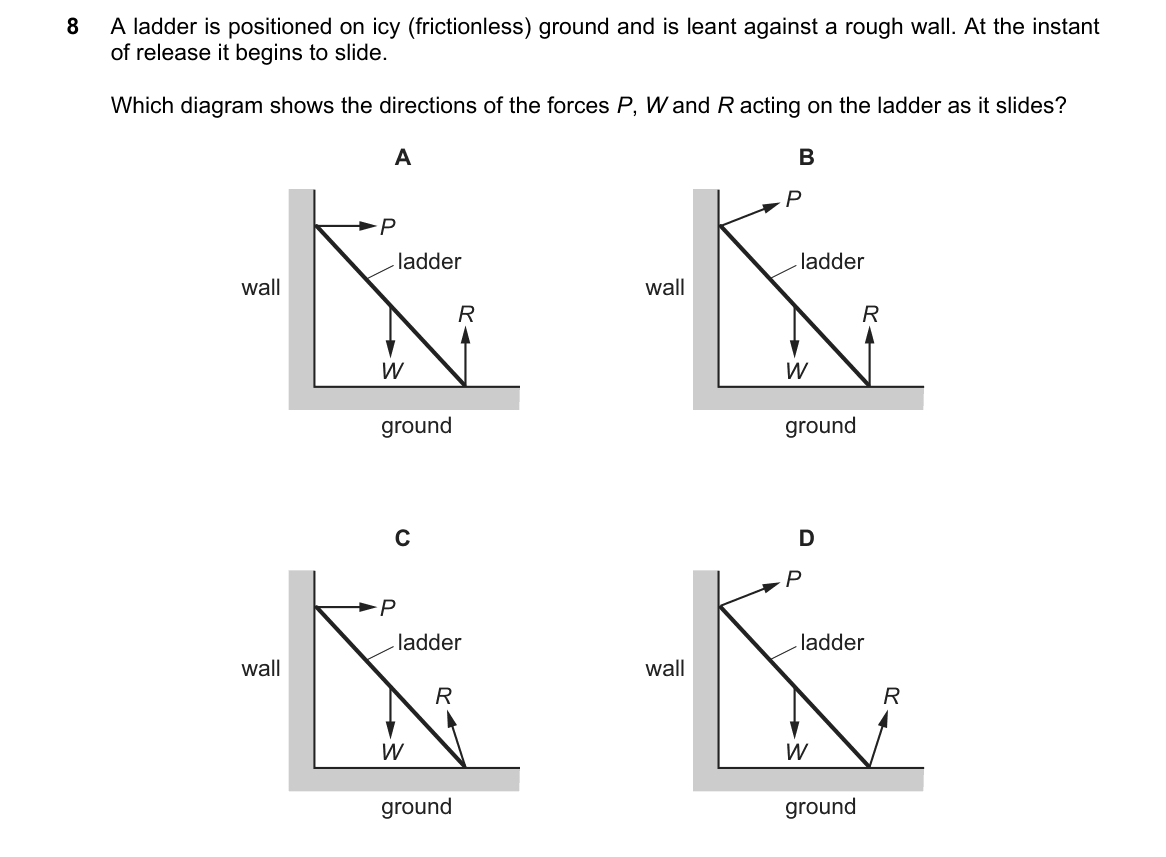 8 A ladder is positioned on icy (frictionless) ground and is leant against a rough wall. At the instant
of release it begins to slide.
Which diagram shows the directions of the forces P, W and R acting on the ladder as it slides?
A
P
ladder
wall
R
W
ground
B
P
ladder
wall
R
W
ground
C
P
ladder
wall
R
W
ground
D
P
ladder
wall
R
W
ground